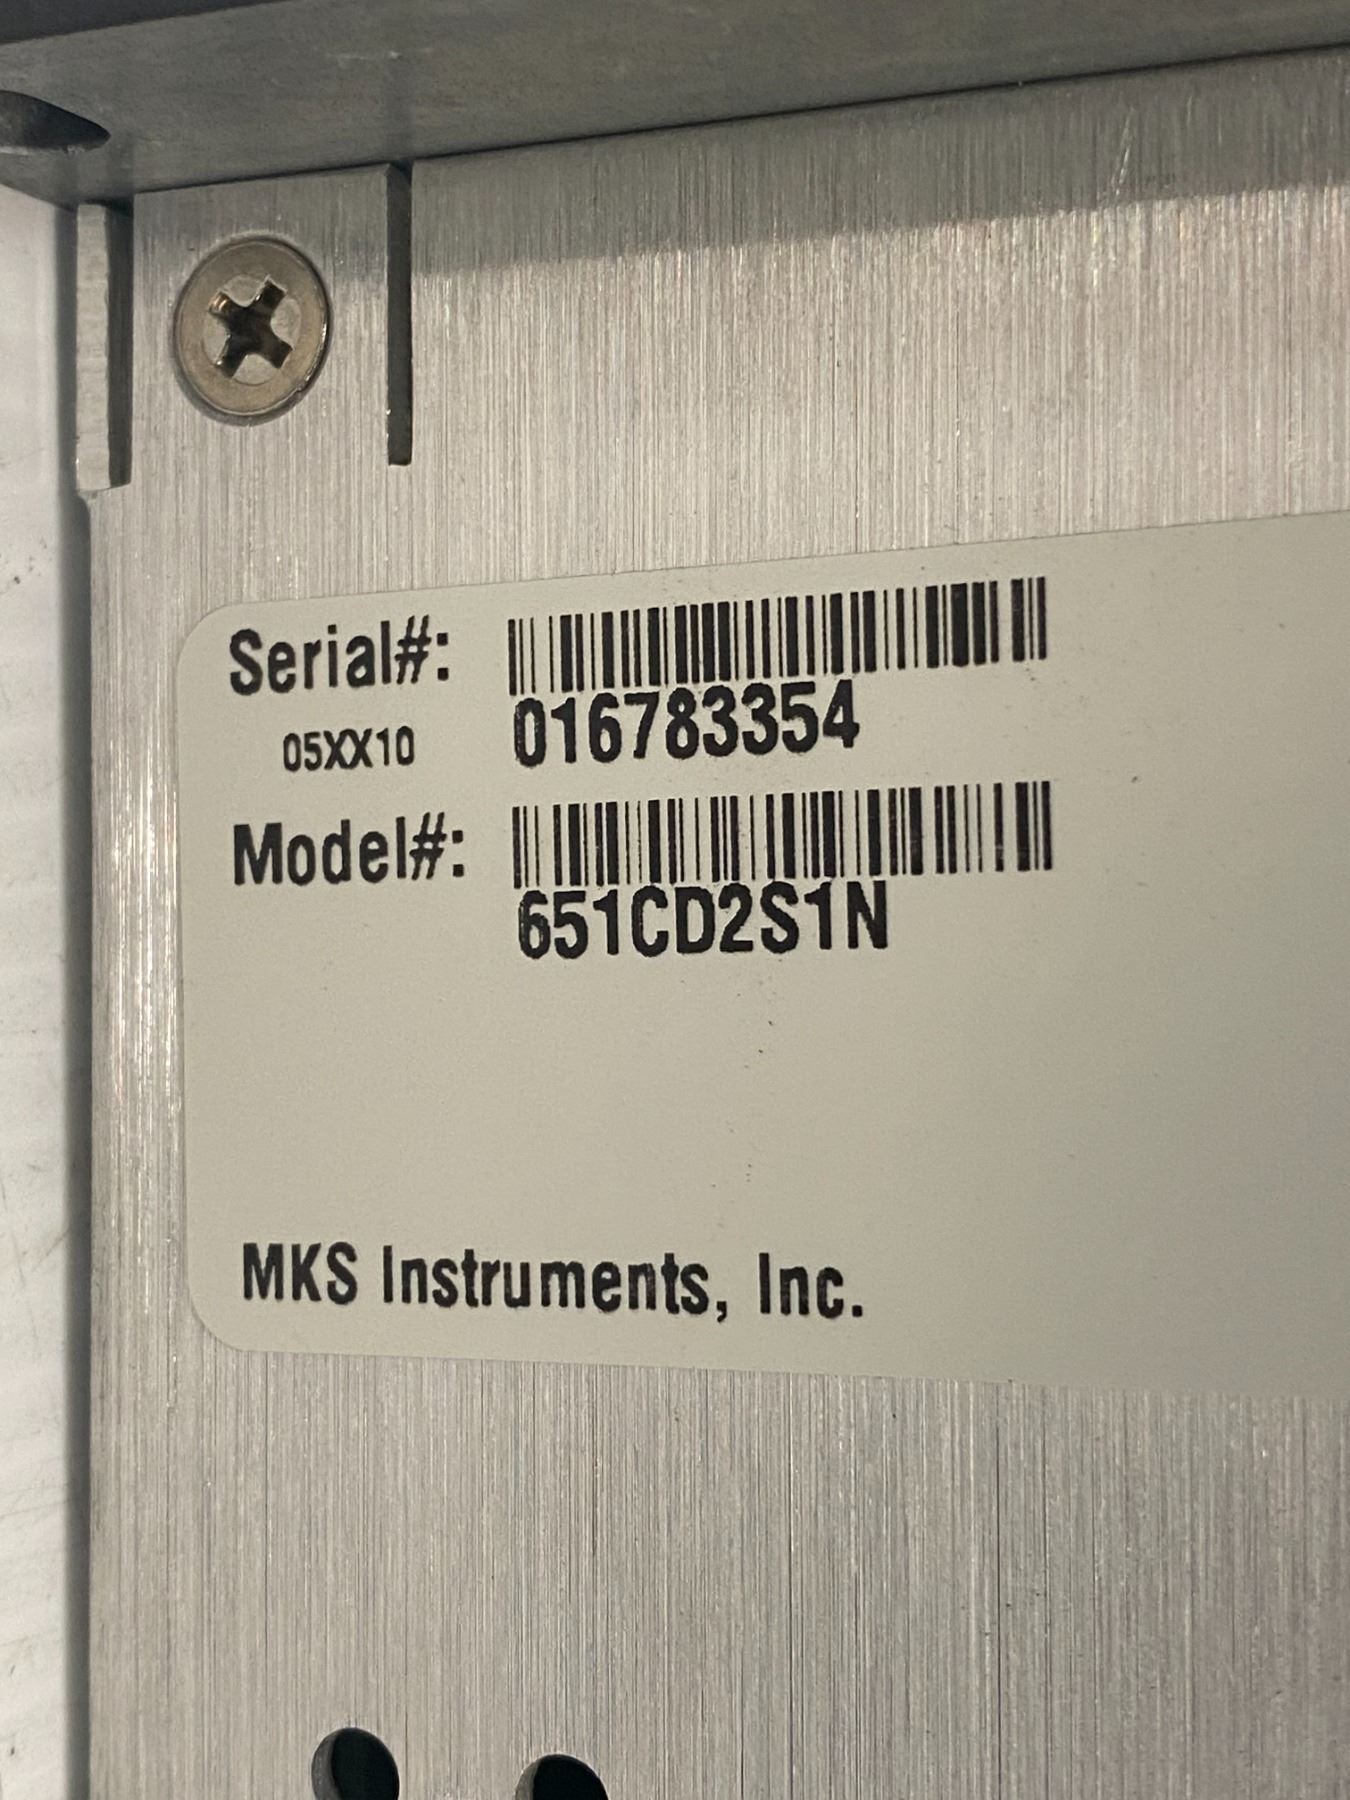 Serial#:
016783354
05XX10
Model#:
651CD2S1N
MKS Instruments, Inc.